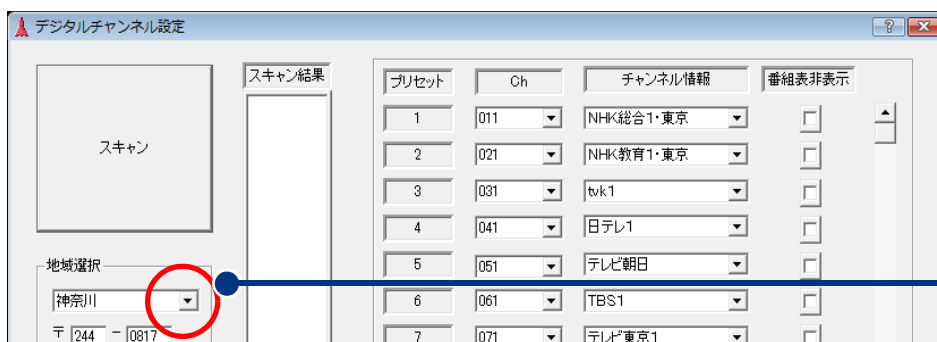 デジタルチャンネル設定
スキャン
スキャン結果
プリセット Ch チャンネル情報 番組表非表示
1 011 NHK総合1・東京
2 021 NHK教育1・東京
3 031 tvk1
4 041 日テレ1
5 051 テレビ朝日
6 061 TBS1
7 071 テレビ東京1
地域選択
神奈川
〒 244 - 0817